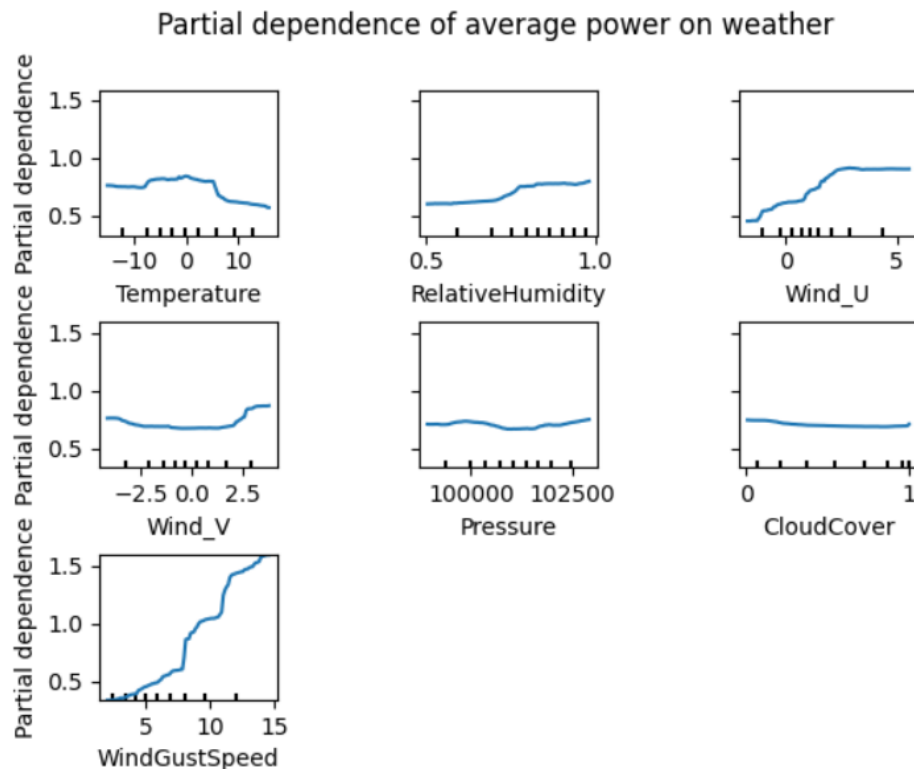 Partial dependence of average power on weather
Partial dependence
1.5
1.0
0.5
−10 0 10
Temperature
0.5 1.0
RelativeHumidity
0 5
Wind_U
Partial dependence
1.5
1.0
0.5
−2.5 0.0 2.5
Wind_V
100000 102500
Pressure
0 1
CloudCover
Partial dependence
1.5
1.0
0.5
5 10 15
WindGustSpeed